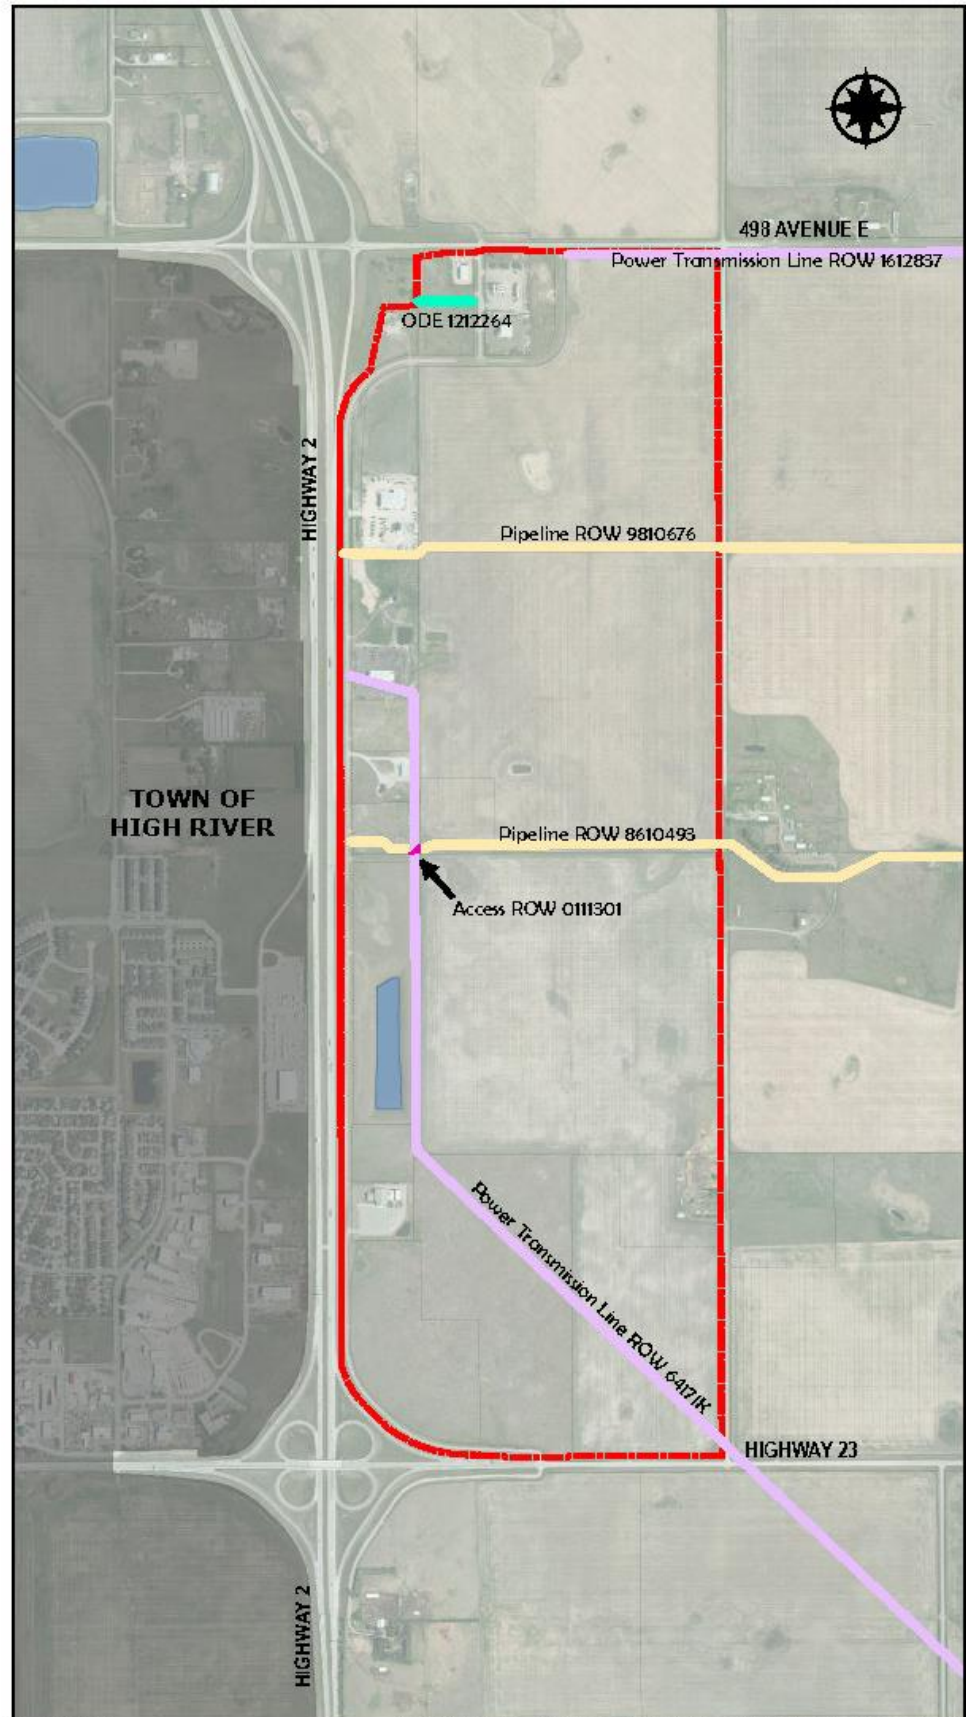 498 AVENUE E
Power Transmission Line ROW 1612837
ODE 1212264
HIGHWAY 2
Pipeline ROW 9810676
TOWN OF
HIGH RIVER
Pipeline ROW 8610493
Access ROW 0111301
Power Transmission Line ROW 6417IK
HIGHWAY 23
HIGHWAY 2